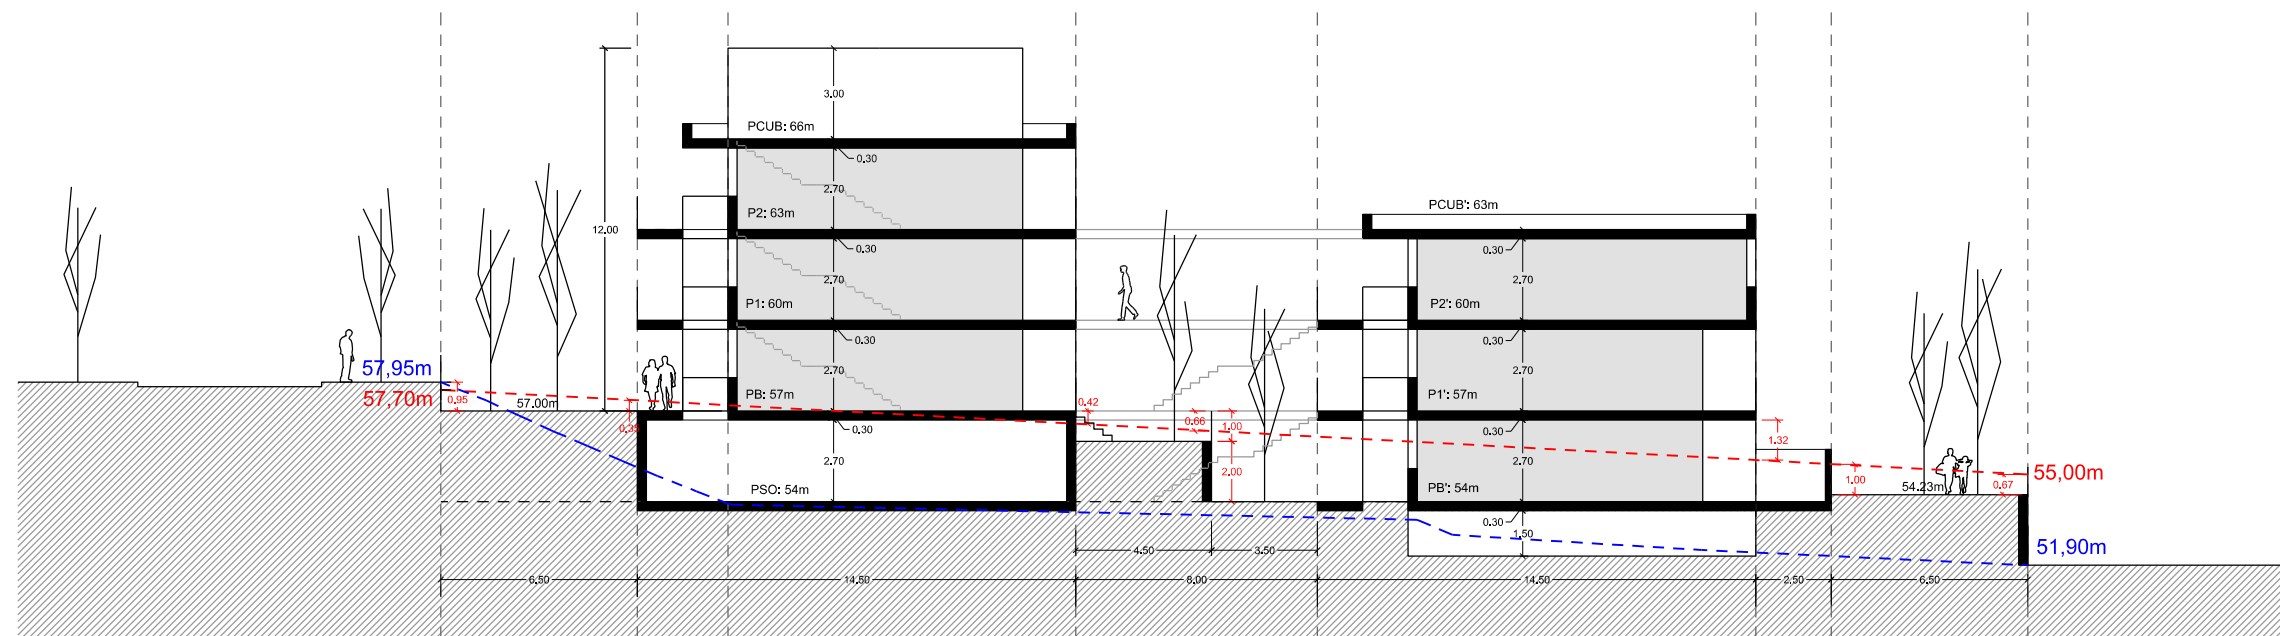 3.00
PCUB: 66m
0.30
2.70
P2: 63m
PCUB': 63m
12.00
0.30
0.30
2.70
2.70
P1: 60m
P2': 60m
0.30
0.30
57,95m
2.70
2.70
57,70m
0.95
57.00m
PB: 57m
P1': 57m
0.42
0.35
0.30
0.66
1.00
0.30
1.32
2.70
2.00
2.70
55,00m
PSO: 54m
PB': 54m
1.00
54.23m
0.67
0.30
1.50
4.50
3.50
51,90m
6.50
14.50
8.00
14.50
2.50
6.50